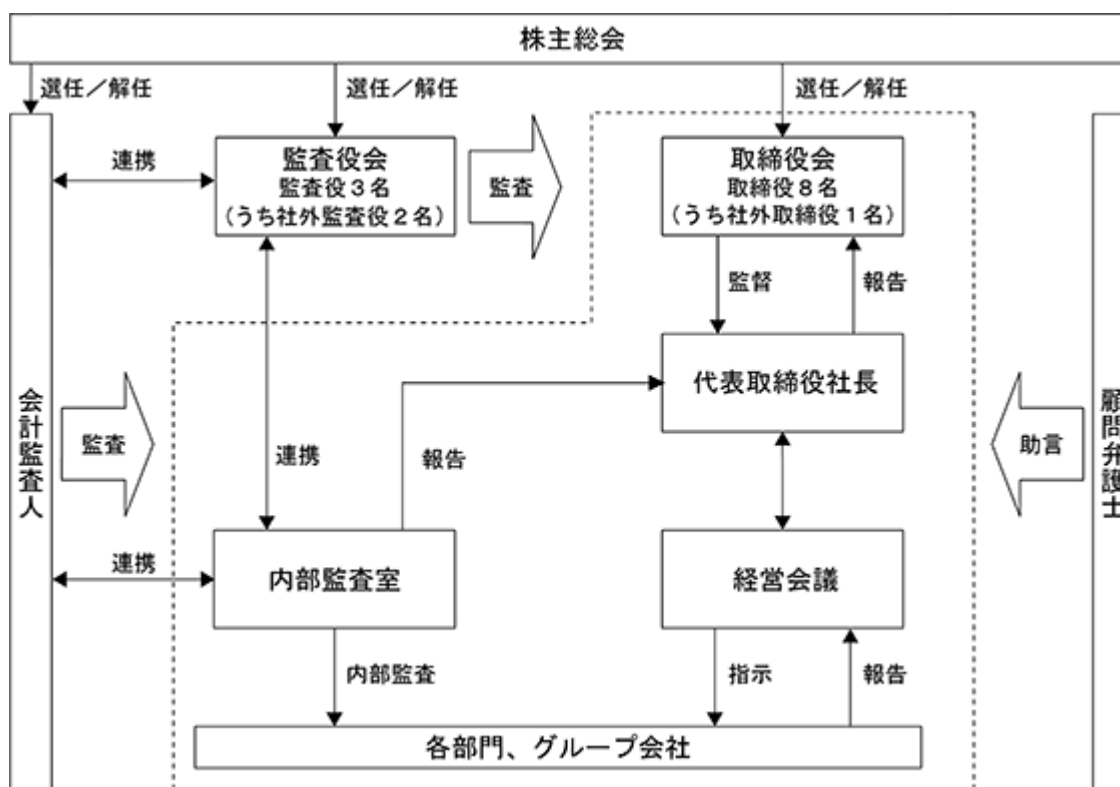 株主総会
選任／解任
選任／解任
選任／解任
連携
監査役会
監査役３名
（うち社外監査役２名）
監査
取締役会
取締役８名
（うち社外取締役１名）
監督
報告
代表取締役社長
会計監査人
監査
連携
報告
助言
顧問弁護士
連携
内部監査室
経営会議
内部監査
指示
報告
各部門、グループ会社